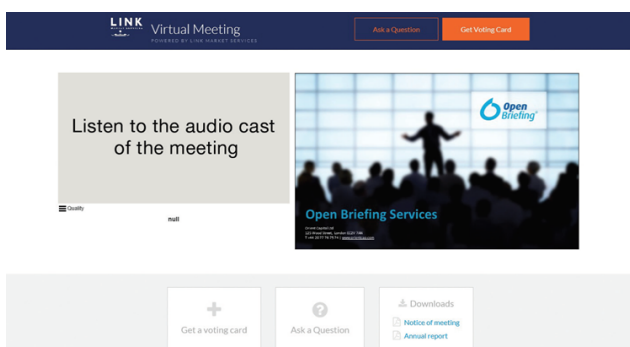 LINK
Virtual Meeting
POWERED BY LINK MARKET SERVICES
Ask a Question
Get Voting Card
Listen to the audio cast
of the meeting
Quality
null
Open
Briefing
Open Briefing Services
Get a voting card
Ask a Question
Downloads
Notice of meeting
Annual report